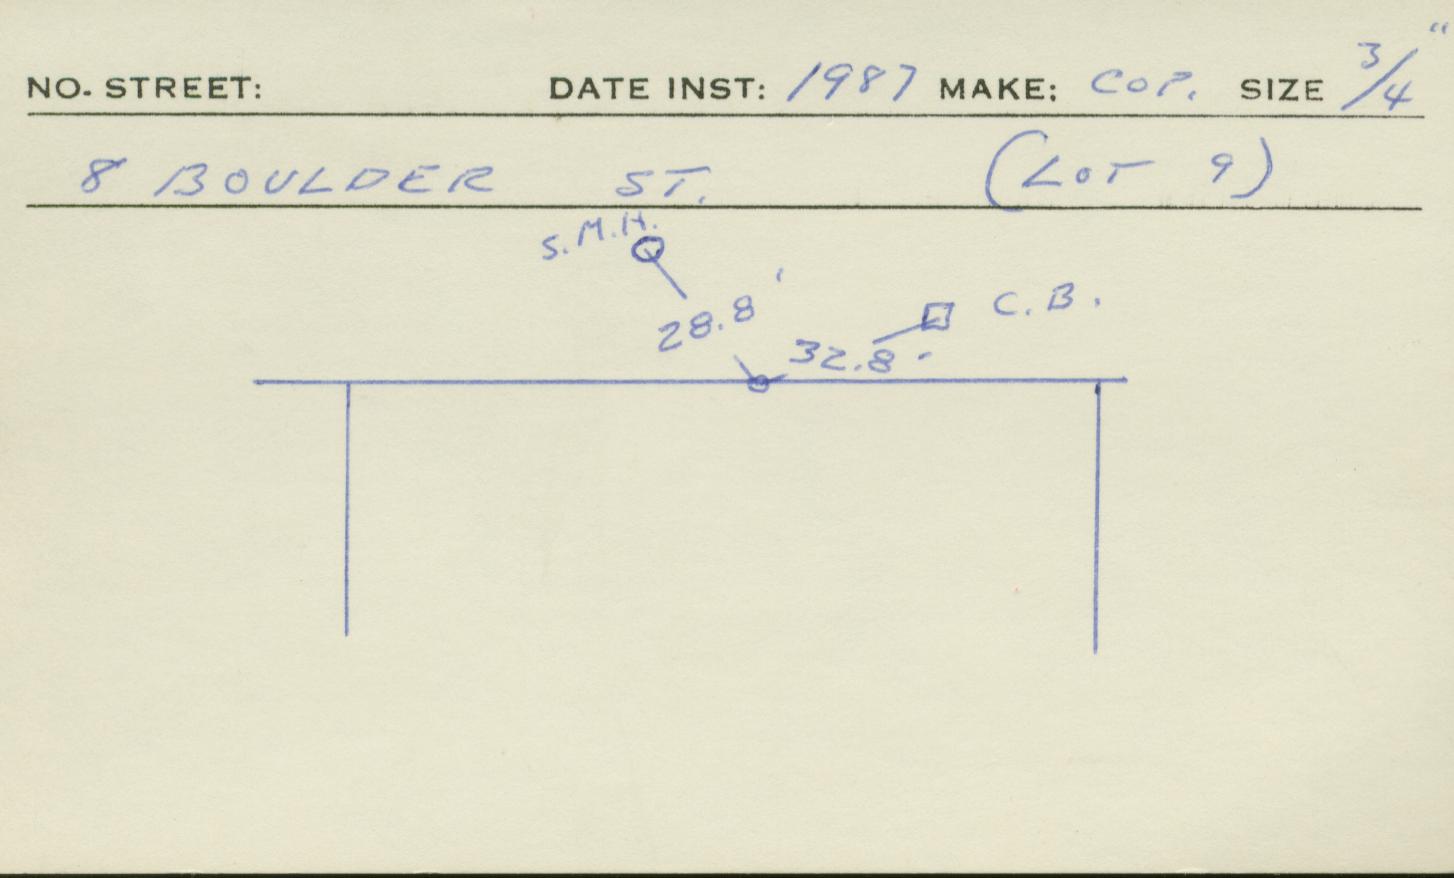 NO. STREET: DATE INST: 1987 MAKE: COP. SIZE 3/4"
8 BOULDER ST. (LOT 9)
S.M.H.
28.8'
C.B.
32.8'